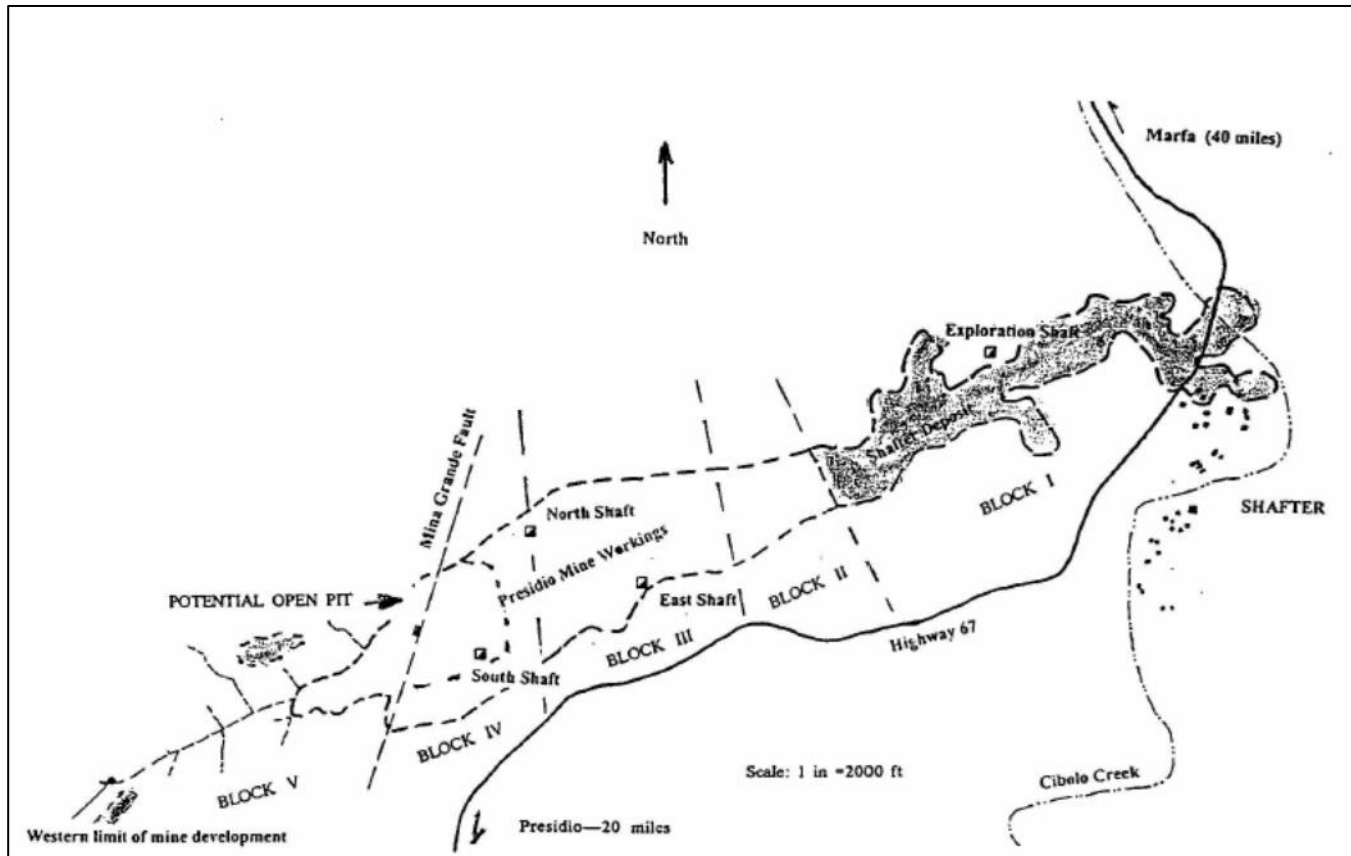 Marfa (40 miles)
North
Exploration Shaft
Shafter Deposit
Mina Grande Fault
BLOCK I
SHAFTER
North Shaft
Presidio Mine Workings
POTENTIAL OPEN PIT
East Shaft
BLOCK II
BLOCK III
Highway 67
South Shaft
BLOCK IV
Scale: 1 in =2000 ft
Cibolo Creek
BLOCK V
Presidio—20 miles
Western limit of mine development